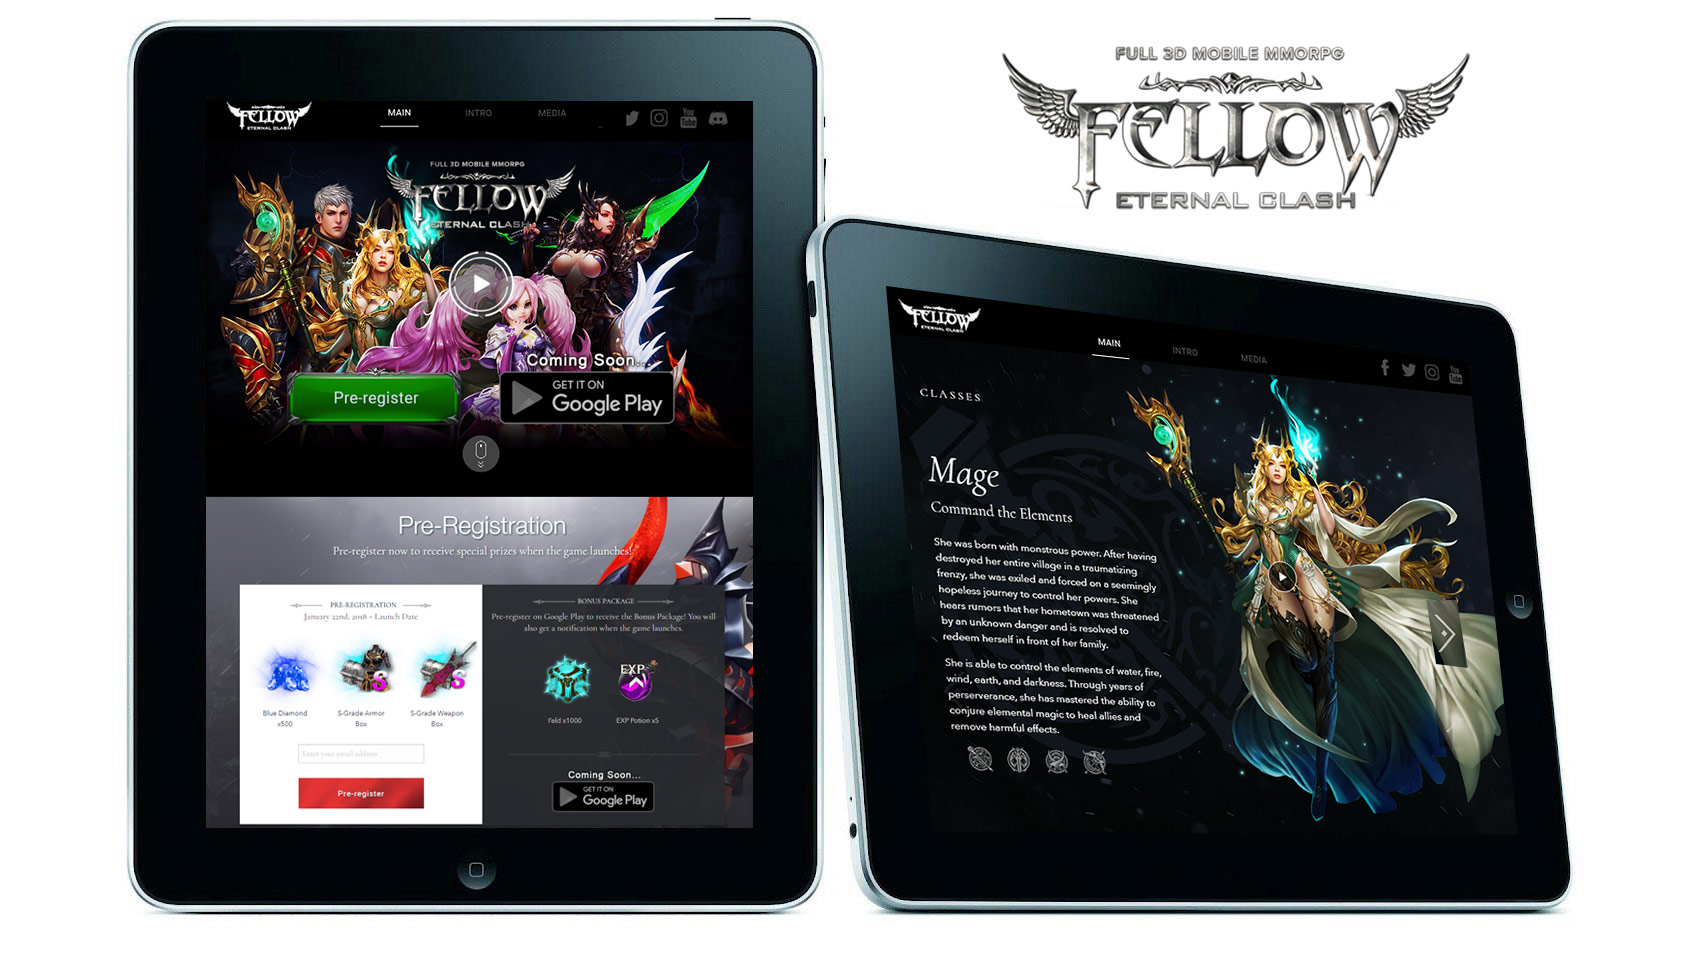 FULL 3D MOBILE MMORPG
FELLOW
ETERNAL CLASH
FELLOW
ETERNAL CLASH
MAIN
INTRO
MEDIA
You
Tube
FULL 3D MOBILE MMORPG
FELLOW
ETERNAL CLASH
Coming Soon...
Pre-register
GET IT ON
Google Play
Pre-Registration
Pre-register now to receive special prizes when the game launches!
PRE-REGISTRATION
January 22nd, 2018 - Launch Date
Blue Diamond
x500
S-Grade Armor
Box
S
S-Grade Weapon
Box
S
Enter your email address
Pre-register
BONUS PACKAGE
Pre-register on Google Play to receive the Bonus Package! You will
also get a notification when the game launches.
x1000
EXP
EXP Potion x5
Coming Soon...
GET IT ON
Google Play
FELLOW
ETERNAL CLASH
MAIN
INTRO
MEDIA
You
Tube
CLASSES
Mage
Command the Elements
She was born with monstrous power. After having
destroyed her entire village in a traumatizing
frenzy, she was exiled and forced on a seemingly
hopeless journey to control her powers. She
hears rumors that her hometown was threatened
by an unknown danger and is resolved to
redeem herself in front of her family.
She is able to control the elements of water, fire,
wind, earth, and darkness. Through years of
perserverance, she has mastered the ability to
conjure elemental magic to heal allies and
remove harmful effects.